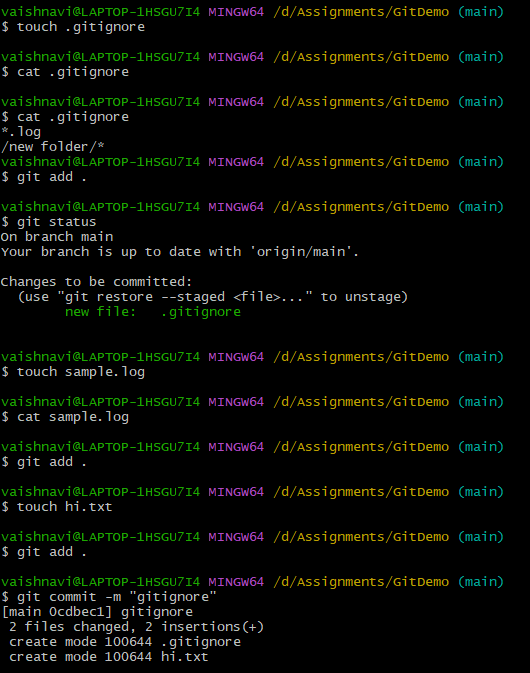 vaishnavi@LAPTOP-1HSGU7I4 MINGW64 /d/Assignments/GitDemo (main)
$ touch .gitignore
vaishnavi@LAPTOP-1HSGU7I4 MINGW64 /d/Assignments/GitDemo (main)
$ cat .gitignore
vaishnavi@LAPTOP-1HSGU7I4 MINGW64 /d/Assignments/GitDemo (main)
$ cat .gitignore
*.log
/new folder/*
vaishnavi@LAPTOP-1HSGU7I4 MINGW64 /d/Assignments/GitDemo (main)
$ git add .
vaishnavi@LAPTOP-1HSGU7I4 MINGW64 /d/Assignments/GitDemo (main)
$ git status
On branch main
Your branch is up to date with 'origin/main'.
Changes to be committed:
  (use "git restore --staged <file>..." to unstage)
        new file:   .gitignore
vaishnavi@LAPTOP-1HSGU7I4 MINGW64 /d/Assignments/GitDemo (main)
$ touch sample.log
vaishnavi@LAPTOP-1HSGU7I4 MINGW64 /d/Assignments/GitDemo (main)
$ cat sample.log
vaishnavi@LAPTOP-1HSGU7I4 MINGW64 /d/Assignments/GitDemo (main)
$ git add .
vaishnavi@LAPTOP-1HSGU7I4 MINGW64 /d/Assignments/GitDemo (main)
$ touch hi.txt
vaishnavi@LAPTOP-1HSGU7I4 MINGW64 /d/Assignments/GitDemo (main)
$ git add .
vaishnavi@LAPTOP-1HSGU7I4 MINGW64 /d/Assignments/GitDemo (main)
$ git commit -m "gitignore"
[main 0cdbec1] gitignore
 2 files changed, 2 insertions(+)
 create mode 100644 .gitignore
 create mode 100644 hi.txt